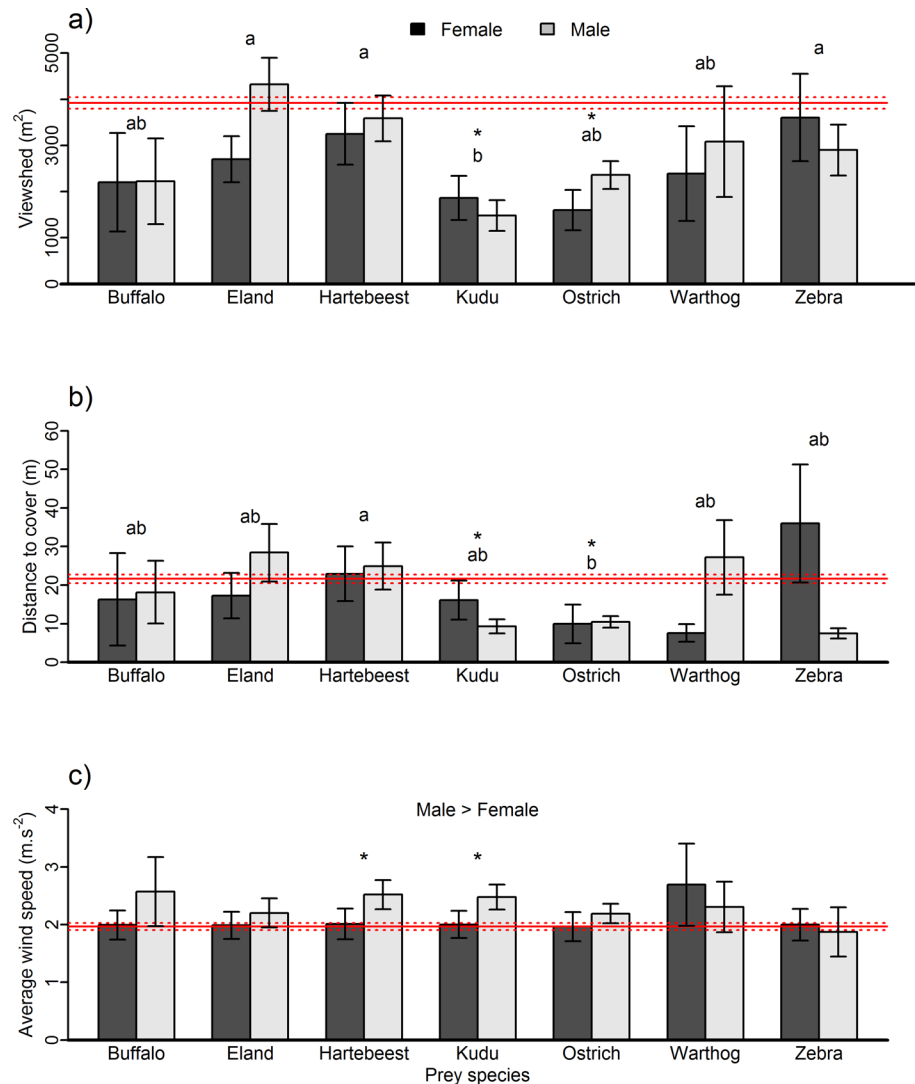 a)
Female Male
Viewshed (m²)
5000
3000
1000
0
ab a a * b * ab ab a
Buffalo Eland Hartebeest Kudu Ostrich Warthog Zebra
b)
Distance to cover (m)
60
50
40
30
20
10
0
ab ab a * ab * b ab ab
Buffalo Eland Hartebeest Kudu Ostrich Warthog Zebra
c)
Male > Female
Average wind speed (m.s⁻²)
4
3
2
1
0
* *
Buffalo Eland Hartebeest Kudu Ostrich Warthog Zebra
Prey species